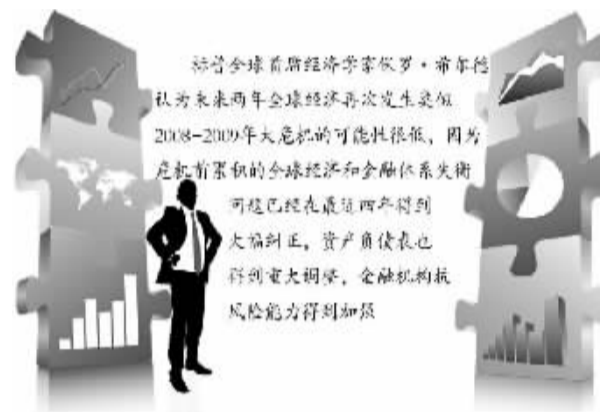 标普全球首席经济学家保罗·希尔德
认为未来两年全球经济再次发生类似
2008-2009年大危机的可能性很低，因为
危机前累积的全球经济和金融体系失衡
问题已经在最近四年得到
大幅纠正，资产负债表也
得到重大调整，金融机构抗
风险能力得到加强